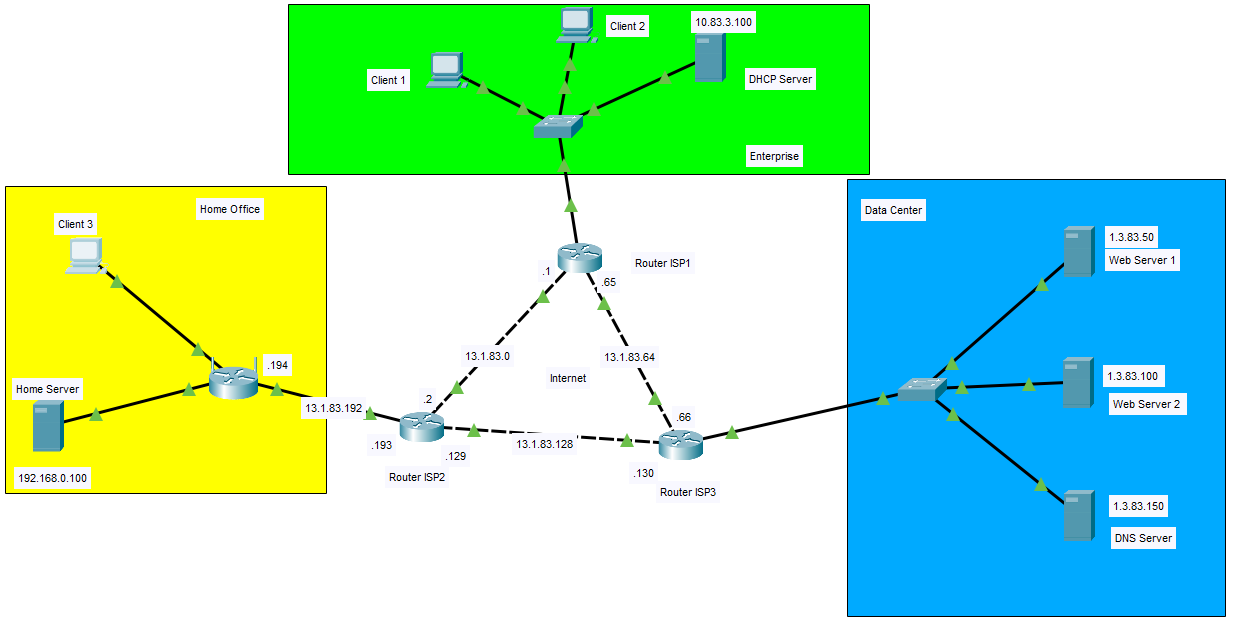 Client 2
10.83.3.100
Client 1
DHCP Server
Enterprise
Home Office
Client 3
.194
Home Server
192.168.0.100
13.1.83.192
Router ISP1
.1
.65
13.1.83.0
13.1.83.64
Internet
.2
.66
.193
.129
13.1.83.128
.130
Router ISP2
Router ISP3
Data Center
1.3.83.50
Web Server 1
1.3.83.100
Web Server 2
1.3.83.150
DNS Server